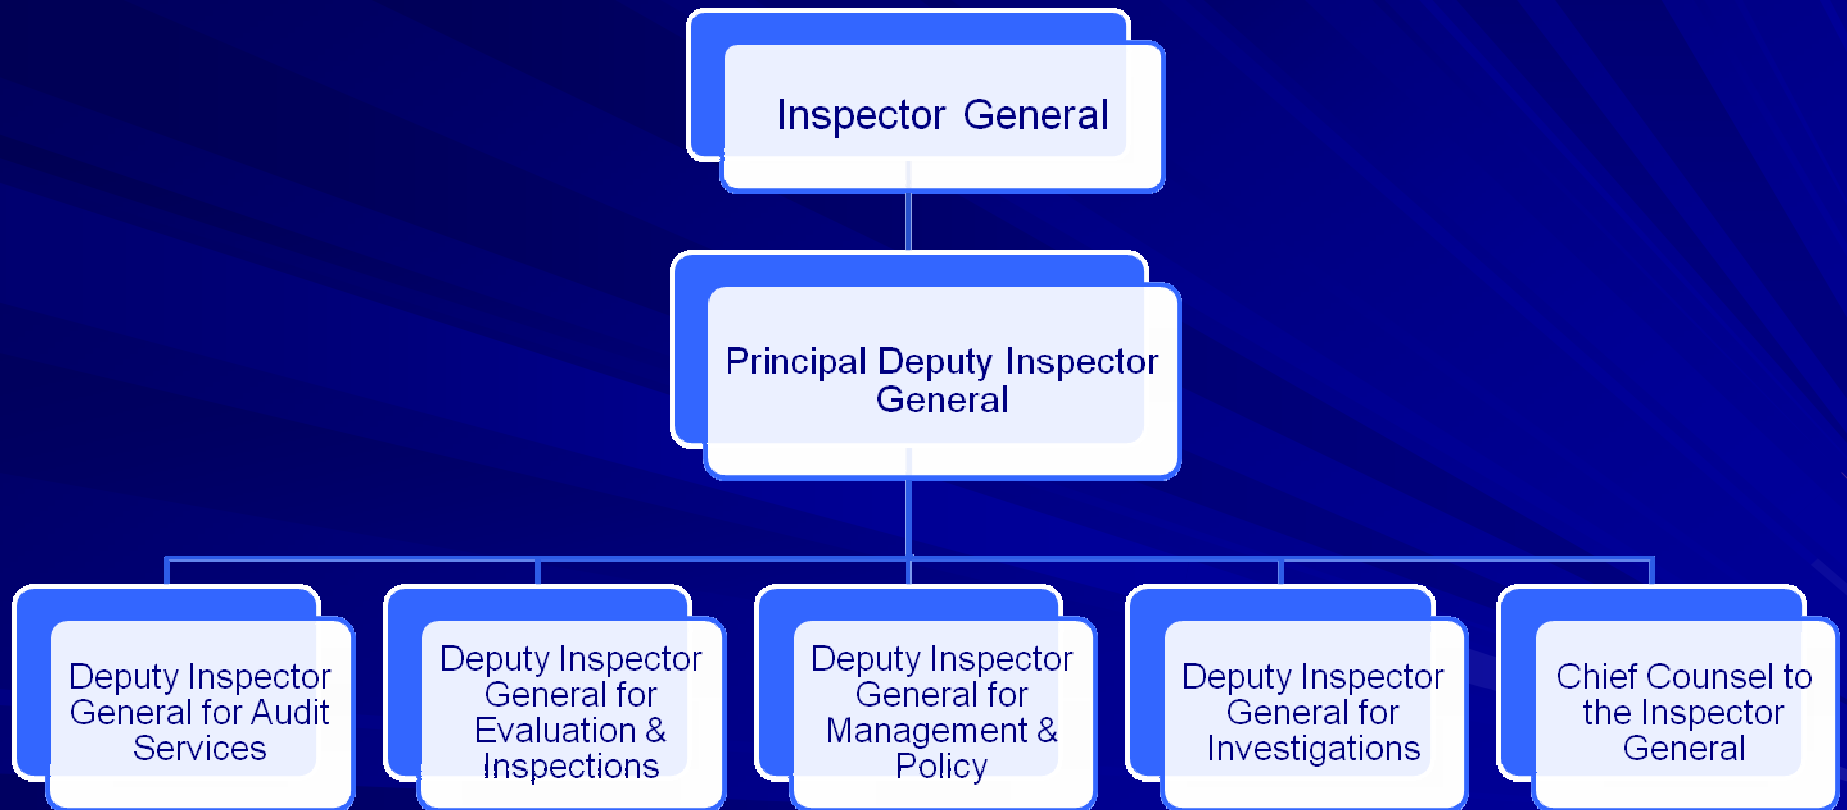 Inspector General
Principal Deputy Inspector
General
Deputy Inspector
General for Audit
Services
Deputy Inspector
General for
Evaluation &
Inspections
Deputy Inspector
General for
Management &
Policy
Deputy Inspector
General for
Investigations
Chief Counsel to
the Inspector
General